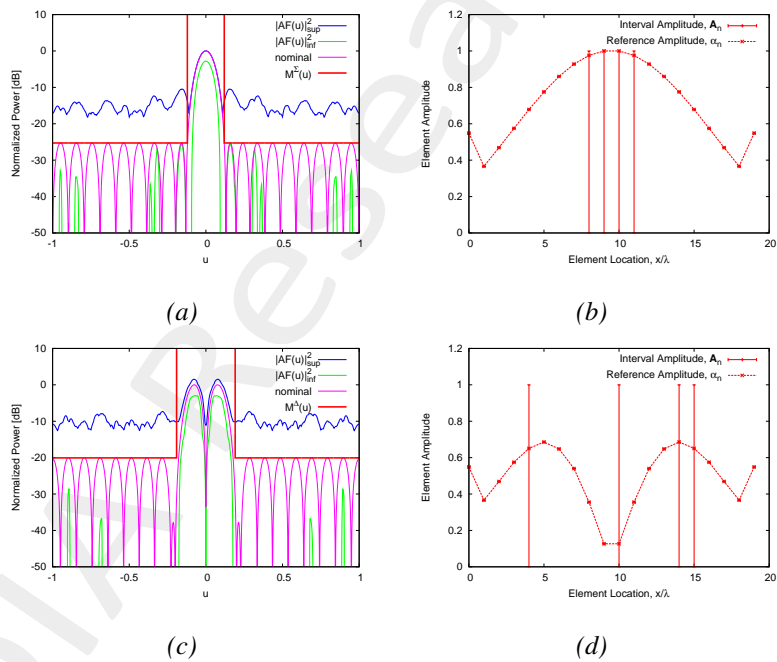 |AF(u)|²sup
|AF(u)|²inf
nominal
M^Σ(u)
Normalized Power [dB]
10
0
-10
-20
-30
-40
-50
-1
-0.5
0
0.5
1
u
(a)
Interval Amplitude, Aₙ
Reference Amplitude, αₙ
Element Amplitude
1.2
1
0.8
0.6
0.4
0.2
0
0
5
10
15
20
Element Location, x/λ
(b)
|AF(u)|²sup
|AF(u)|²inf
nominal
M^Δ(u)
Normalized Power [dB]
10
0
-10
-20
-30
-40
-50
-1
-0.5
0
0.5
1
u
(c)
Interval Amplitude, Aₙ
Reference Amplitude, αₙ
Element Amplitude
1.2
1
0.8
0.6
0.4
0.2
0
0
5
10
15
20
Element Location, x/λ
(d)
DIA Resea